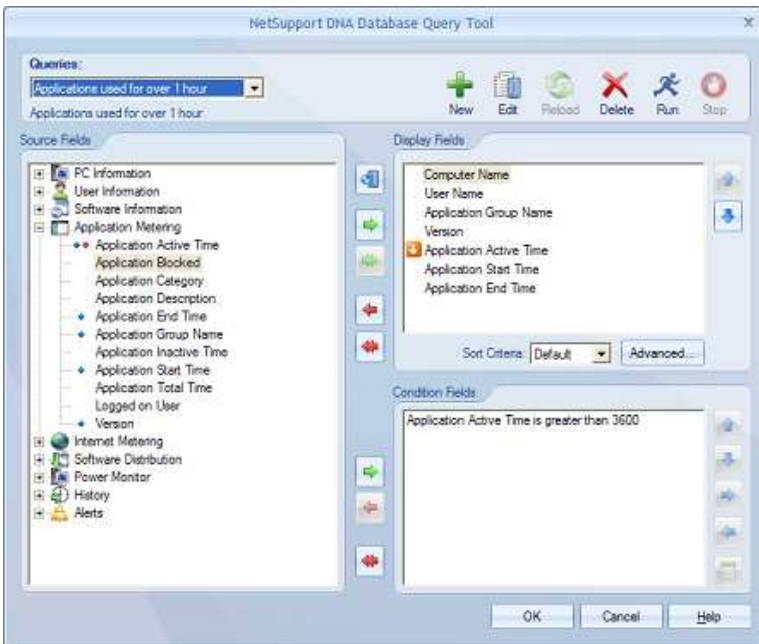 NetSupport DNA Database Query Tool
Queries:
Applications used for over 1 hour
Applications used for over 1 hour
New
Edit
Reload
Delete
Run
Stop
Source Fields
PC Information
User Information
Software Information
Application Metering
Application Active Time
Application Blocked
Application Category
Application Description
Application End Time
Application Group Name
Application Inactive Time
Application Start Time
Application Total Time
Logged on User
Version
Internet Metering
Software Distribution
Power Monitor
History
Alerts
Display Fields
Computer Name
User Name
Application Group Name
Version
Application Active Time
Application Start Time
Application End Time
Sort Criteria: Default
Advanced...
Condition Fields
Application Active Time is greater than 3600
OK
Cancel
Help